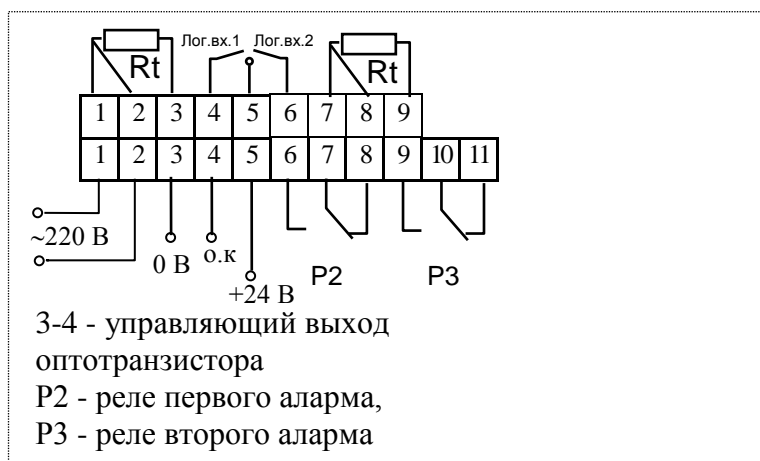 Лог.вх.1 Лог.вх.2
Rt Rt
1 2 3 4 5 6 7 8 9
1 2 3 4 5 6 7 8 9 10 11
~220 В
0 В о.к
+24 В
P2 P3
3-4 - управляющий выход
оптотранзистора
Р2 - реле первого аларма,
Р3 - реле второго аларма